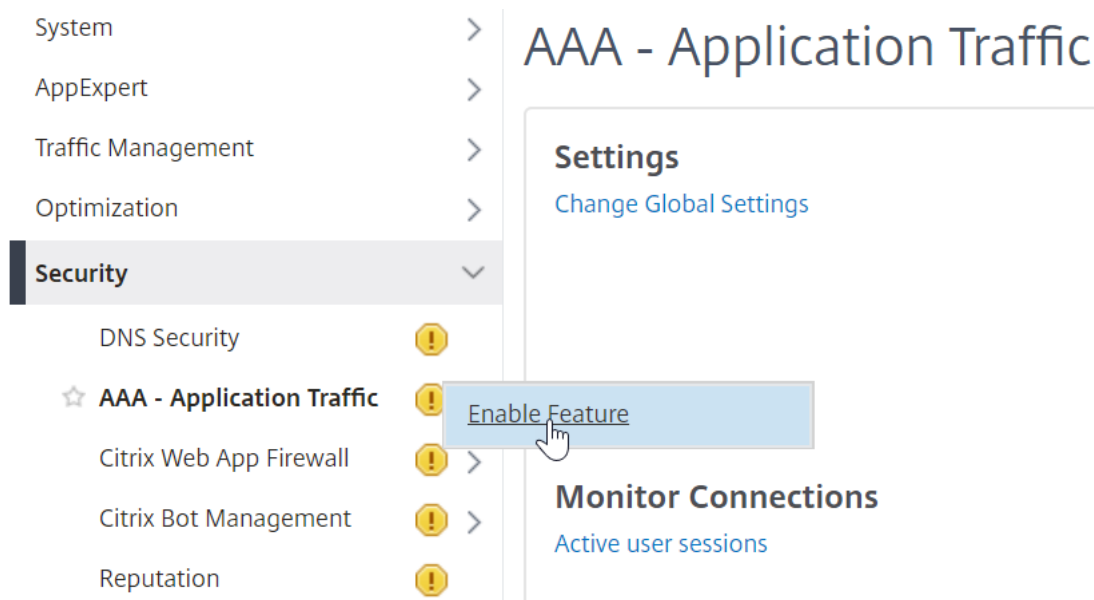 System
AppExpert
Traffic Management
Optimization
Security
DNS Security
AAA - Application Traffic
Citrix Web App Firewall
Citrix Bot Management
Reputation
Enable Feature
AAA - Application Traffic
Settings
Change Global Settings
Monitor Connections
Active user sessions